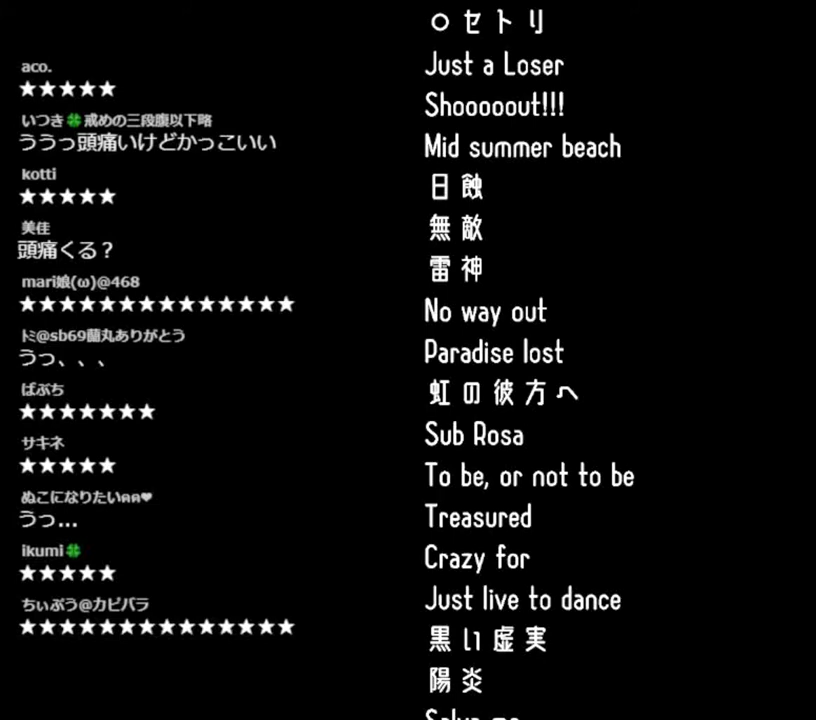 aco.
★★★★★
いつき🍀戒めの三段腹以下略
ううっ頭痛いけどかっこいい
kotti
★★★★★
美佳
頭痛くる？
mari娘(ω)@468
★★★★★★★★★★★★★★
ﾄﾐ@sb69蘭丸ありがとう
うっ、、、
ばぶち
★★★★★★★
サキネ
★★★★★
ぬこになりたいฅฅ♥
うっ…
ikumi🍀
★★★★★
ちぃぷう@カピバラ
★★★★★★★★★★★★★★
○セトリ
Just a Loser
Shooooout!!!
Mid summer beach
日蝕
無敵
雷神
No way out
Paradise lost
虹の彼方へ
Sub Rosa
To be, or not to be
Treasured
Crazy for
Just live to dance
黒い虚実
陽炎